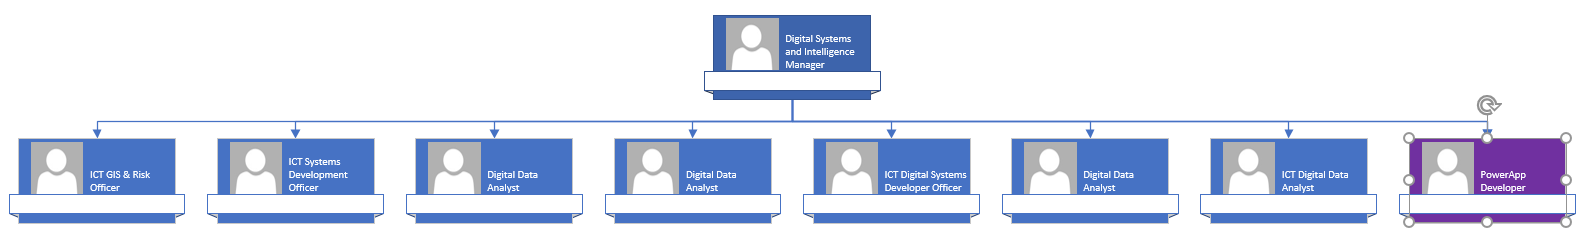 Digital Systems
and Intelligence
Manager
ICT GIS & Risk
Officer
ICT Systems
Development
Officer
Digital Data
Analyst
Digital Data
Analyst
ICT Digital Systems
Developer Officer
Digital Data
Analyst
ICT Digital Data
Analyst
PowerApp
Developer